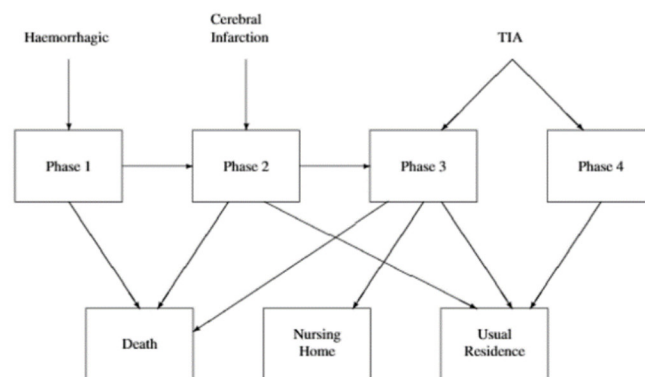 Haemorrhagic
Cerebral
Infarction
TIA
Phase 1
Phase 2
Phase 3
Phase 4
Death
Nursing
Home
Usual
Residence